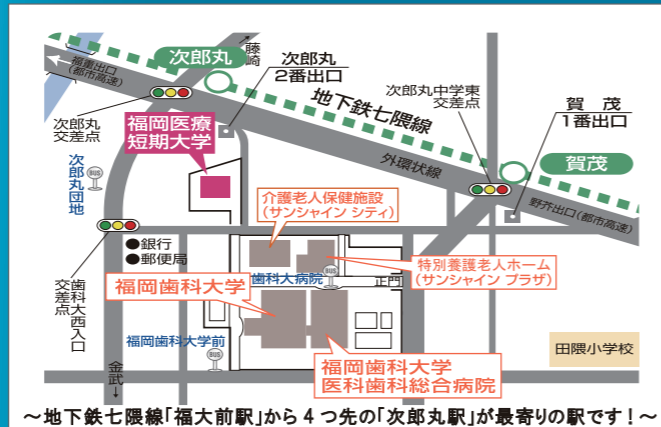 藤崎
次郎丸
次郎丸
2番出口
福重出口
(都市高速)
次郎丸中学東
交差点
賀茂
1番出口
地下鉄七隈線
次郎丸
交差点
福岡医療
短期大学
外環状線
賀茂
BUS
次郎丸団地
野芥出口(都市高速)
介護老人保健施設
(サンシャイン シティ)
●銀行
●郵便局
特別養護老人ホーム
(サンシャイン プラザ)
歯科大病院
BUS
正門
歯科大西入口
交差点
福岡歯科大学
福岡歯科大学前
BUS
田隈小学校
福岡歯科大学
医科歯科総合病院
金武→
～地下鉄七隈線「福大前駅」から4つ先の「次郎丸駅」が最寄りの駅です！～